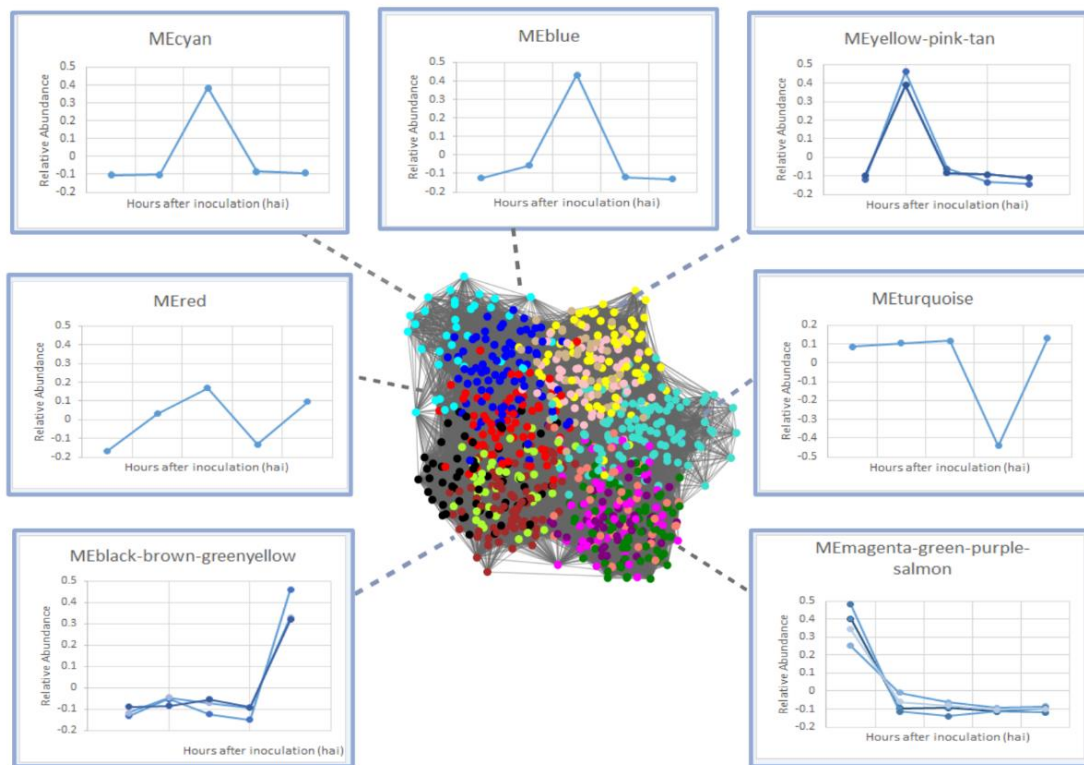 MEcyan
Relative Abundance
0.5
0.4
0.3
0.2
0.1
0
-0.1
-0.2
Hours after inoculation (hai)
MEblue
Relative Abundance
0.5
0.4
0.3
0.2
0.1
0
-0.1
-0.2
Hours after inoculation (hai)
MEyellow-pink-tan
Relative Abundance
0.5
0.4
0.3
0.2
0.1
0
-0.1
-0.2
Hours after inoculation (hai)
MEred
Relative Abundance
0.5
0.4
0.3
0.2
0.1
0
-0.1
-0.2
Hours after inoculation (hai)
MEturquoise
Relative Abundance
0.2
0.1
0
-0.1
-0.2
-0.3
-0.4
-0.5
Hours after inoculation (hai)
MEblack-brown-greenyellow
Relative Abundance
0.5
0.4
0.3
0.2
0.1
0
-0.1
-0.2
Hours after inoculation (hai)
MEmagenta-green-purple-
salmon
Relative Abundance
0.5
0.4
0.3
0.2
0.1
0
-0.1
-0.2
Hours after inoculation (hai)